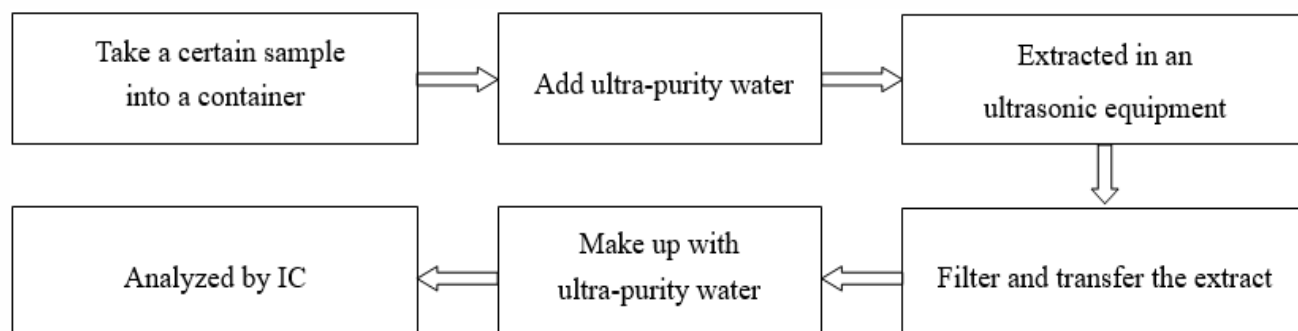 Take a certain sample
into a container
Add ultra-purity water
Extracted in an
ultrasonic equipment
Filter and transfer the extract
Make up with
ultra-purity water
Analyzed by IC